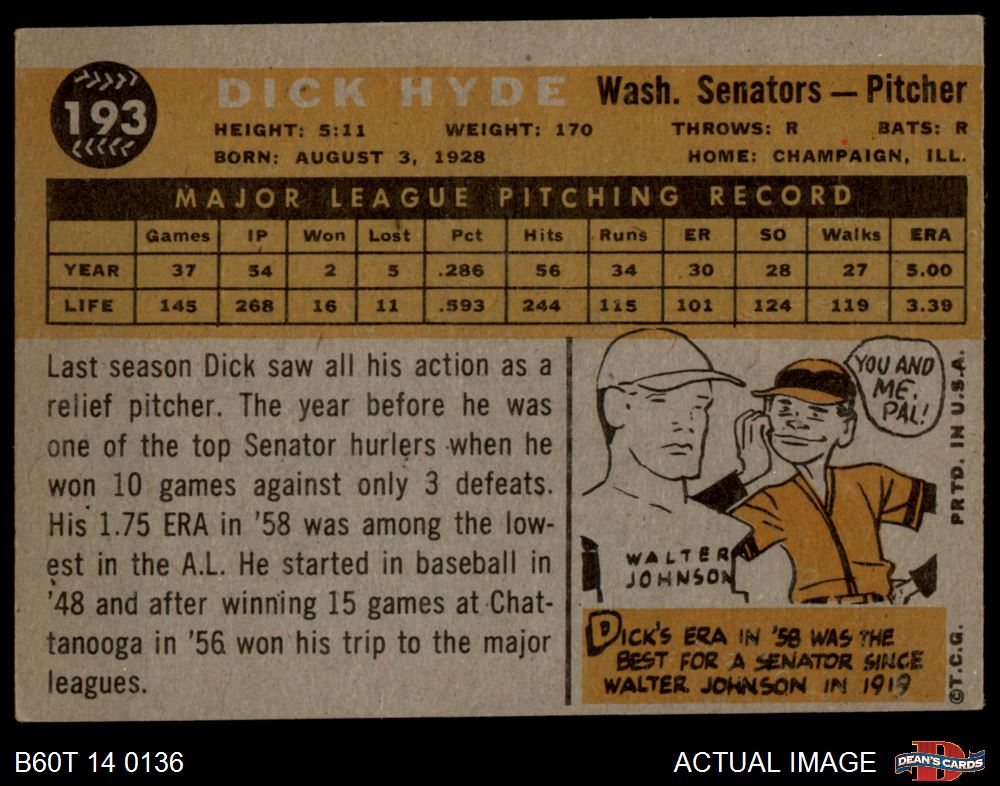 193
DICK HYDE Wash. Senators — Pitcher
HEIGHT: 5:11 WEIGHT: 170 THROWS: R BATS: R
BORN: AUGUST 3, 1928 HOME: CHAMPAIGN, ILL.
MAJOR LEAGUE PITCHING RECORD
Games IP Won Lost Pct Hits Runs ER SO Walks ERA
YEAR 37 54 2 5 .286 56 34 30 28 27 5.00
LIFE 145 268 16 11 .593 244 115 101 124 119 3.39
Last season Dick saw all his action as a
relief pitcher. The year before he was
one of the top Senator hurlers when he
won 10 games against only 3 defeats.
His 1.75 ERA in '58 was among the low-
est in the A.L. He started in baseball in
'48 and after winning 15 games at Chat-
tanooga in '56 won his trip to the major
leagues.
YOU AND
ME,
PAL!
WALTER
JOHNSON
DICK'S ERA IN '58 WAS THE
BEST FOR A SENATOR SINCE
WALTER JOHNSON IN 1919
©T.C.G. PRTD. IN U.S.A.
B60T 14 0136
ACTUAL IMAGE
D
DEAN'S CARDS